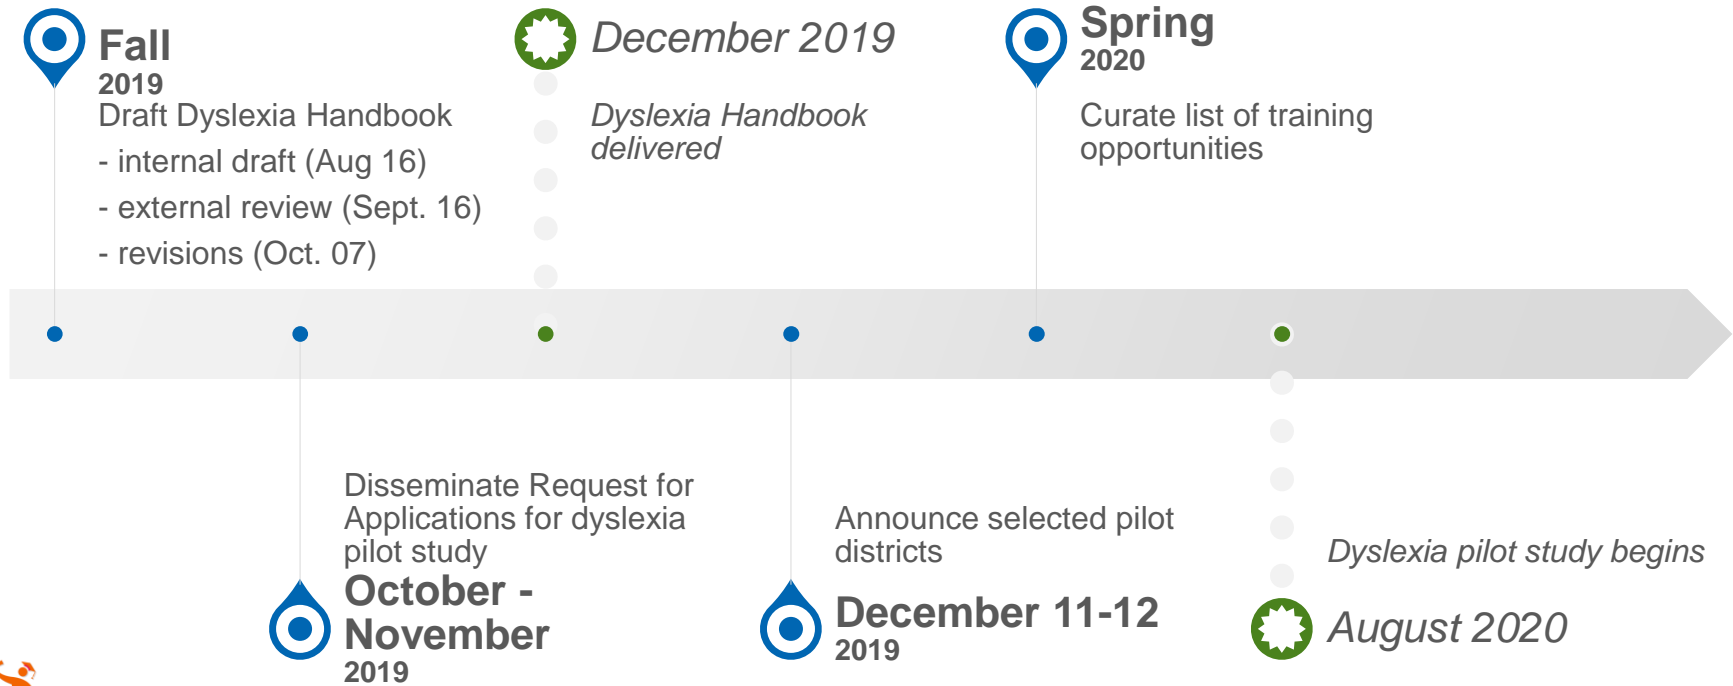 Fall
2019
Draft Dyslexia Handbook
- internal draft (Aug 16)
- external review (Sept. 16)
- revisions (Oct. 07)
December 2019
Dyslexia Handbook
delivered
Spring
2020
Curate list of training
opportunities
Disseminate Request for
Applications for dyslexia
pilot study
October -
November
2019
Announce selected pilot
districts
December 11-12
2019
Dyslexia pilot study begins
August 2020